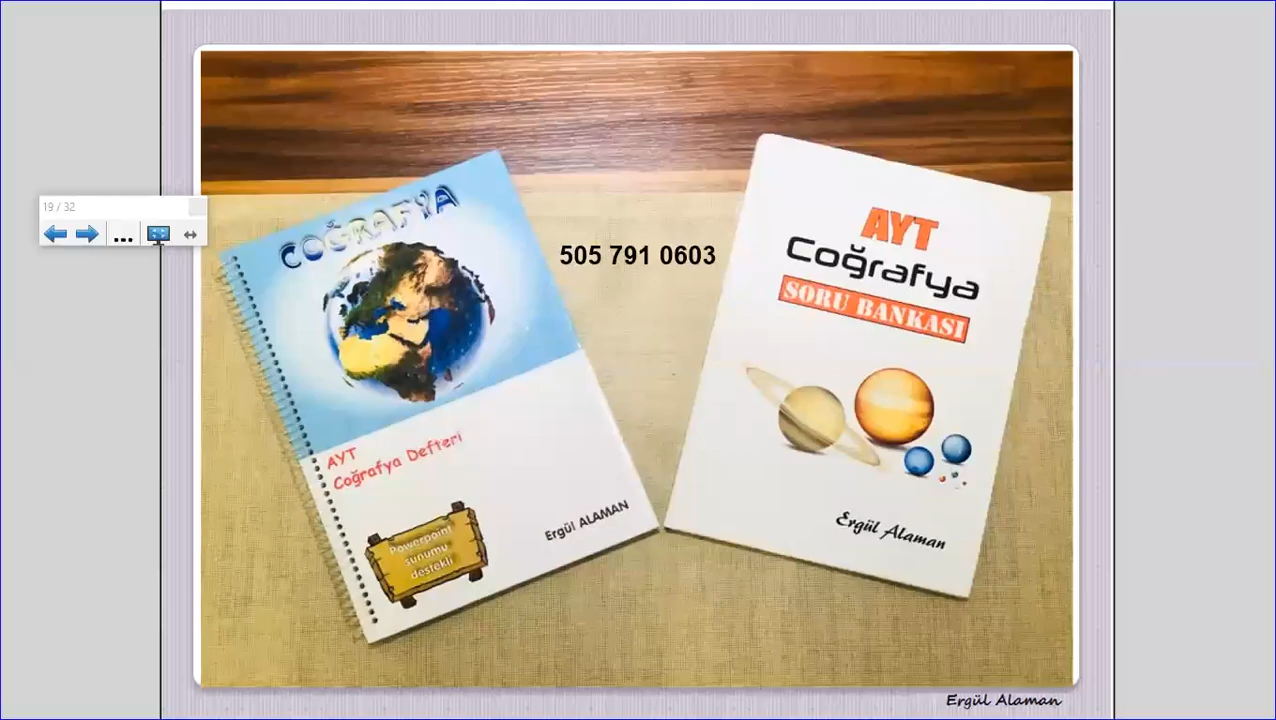 19 / 32
...
COĞRAFYA
AYT
Coğrafya Defteri
Powerpoint
sunumu
destekli
Ergül ALAMAN
505 791 0603
AYT
Coğrafya
SORU BANKASI
Ergül Alaman
Ergül Alaman